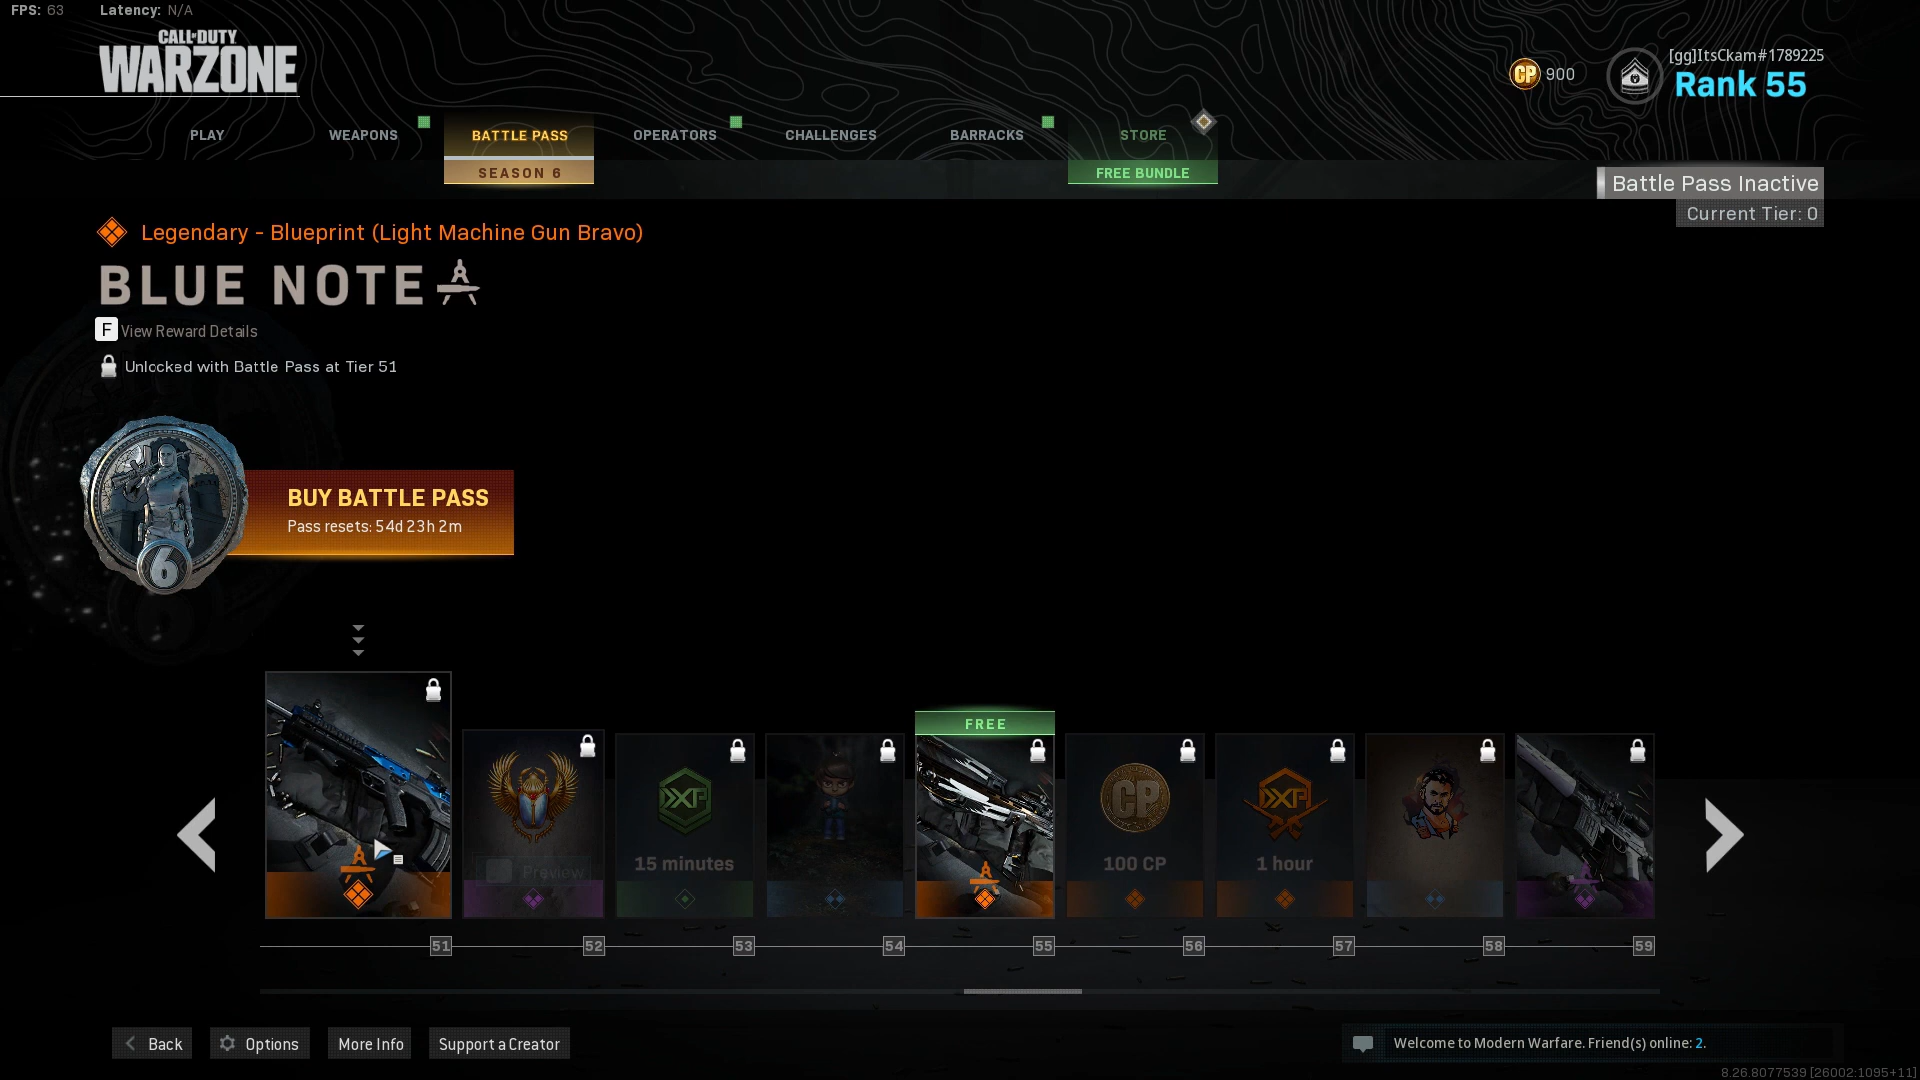 FPS: 63 Latency: N/A
CALL OF DUTY
WARZONE
CP 900
[gg]ItsCkam#1789225
Rank 55
PLAY WEAPONS BATTLE PASS OPERATORS CHALLENGES BARRACKS STORE
SEASON 6 FREE BUNDLE
Battle Pass Inactive
Current Tier: 0
Legendary - Blueprint (Light Machine Gun Bravo)
BLUE NOTE
F View Reward Details
Unlocked with Battle Pass at Tier 51
BUY BATTLE PASS
Pass resets: 54d 23h 2m
6
FREE
2XP CP 2XP
Preview 15 minutes 100 CP 1 hour
51 52 53 54 55 56 57 58 59
Back Options More Info Support a Creator
Welcome to Modern Warfare. Friend(s) online: 2.
8.26.8077539 [26002:1095+11]